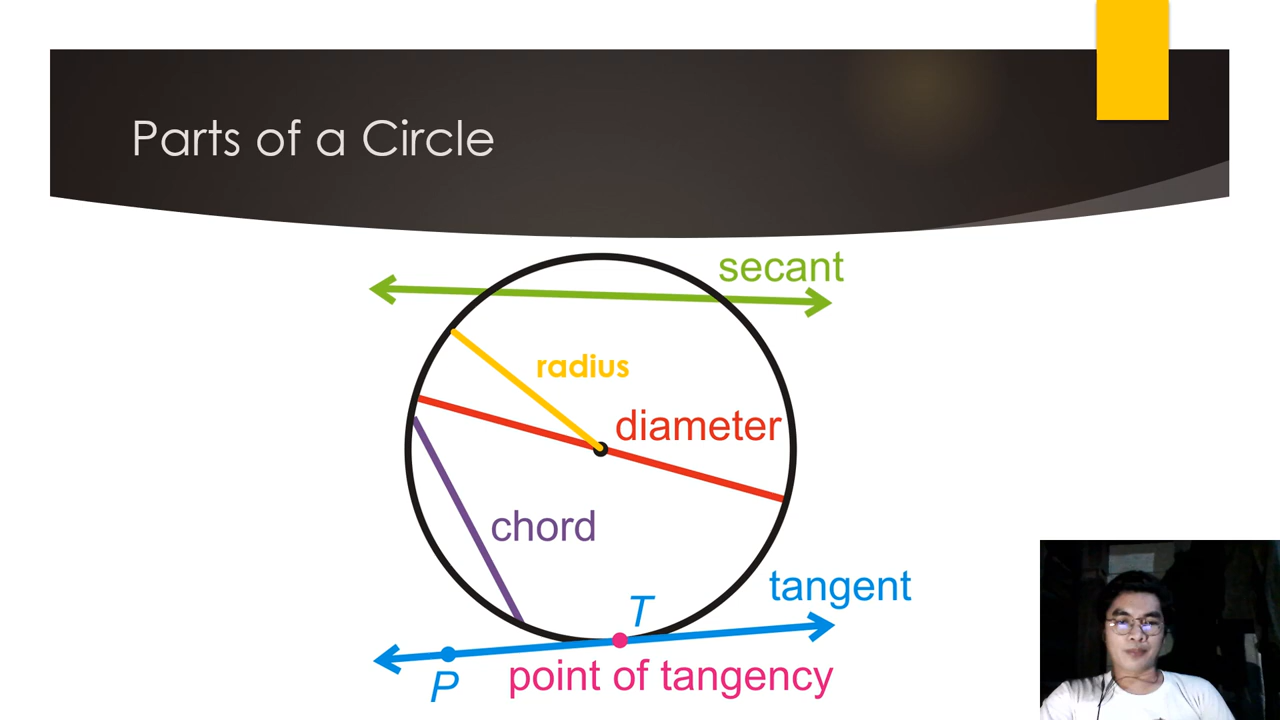 Parts of a Circle
secant
radius
diameter
chord
tangent
T
point of tangency
P